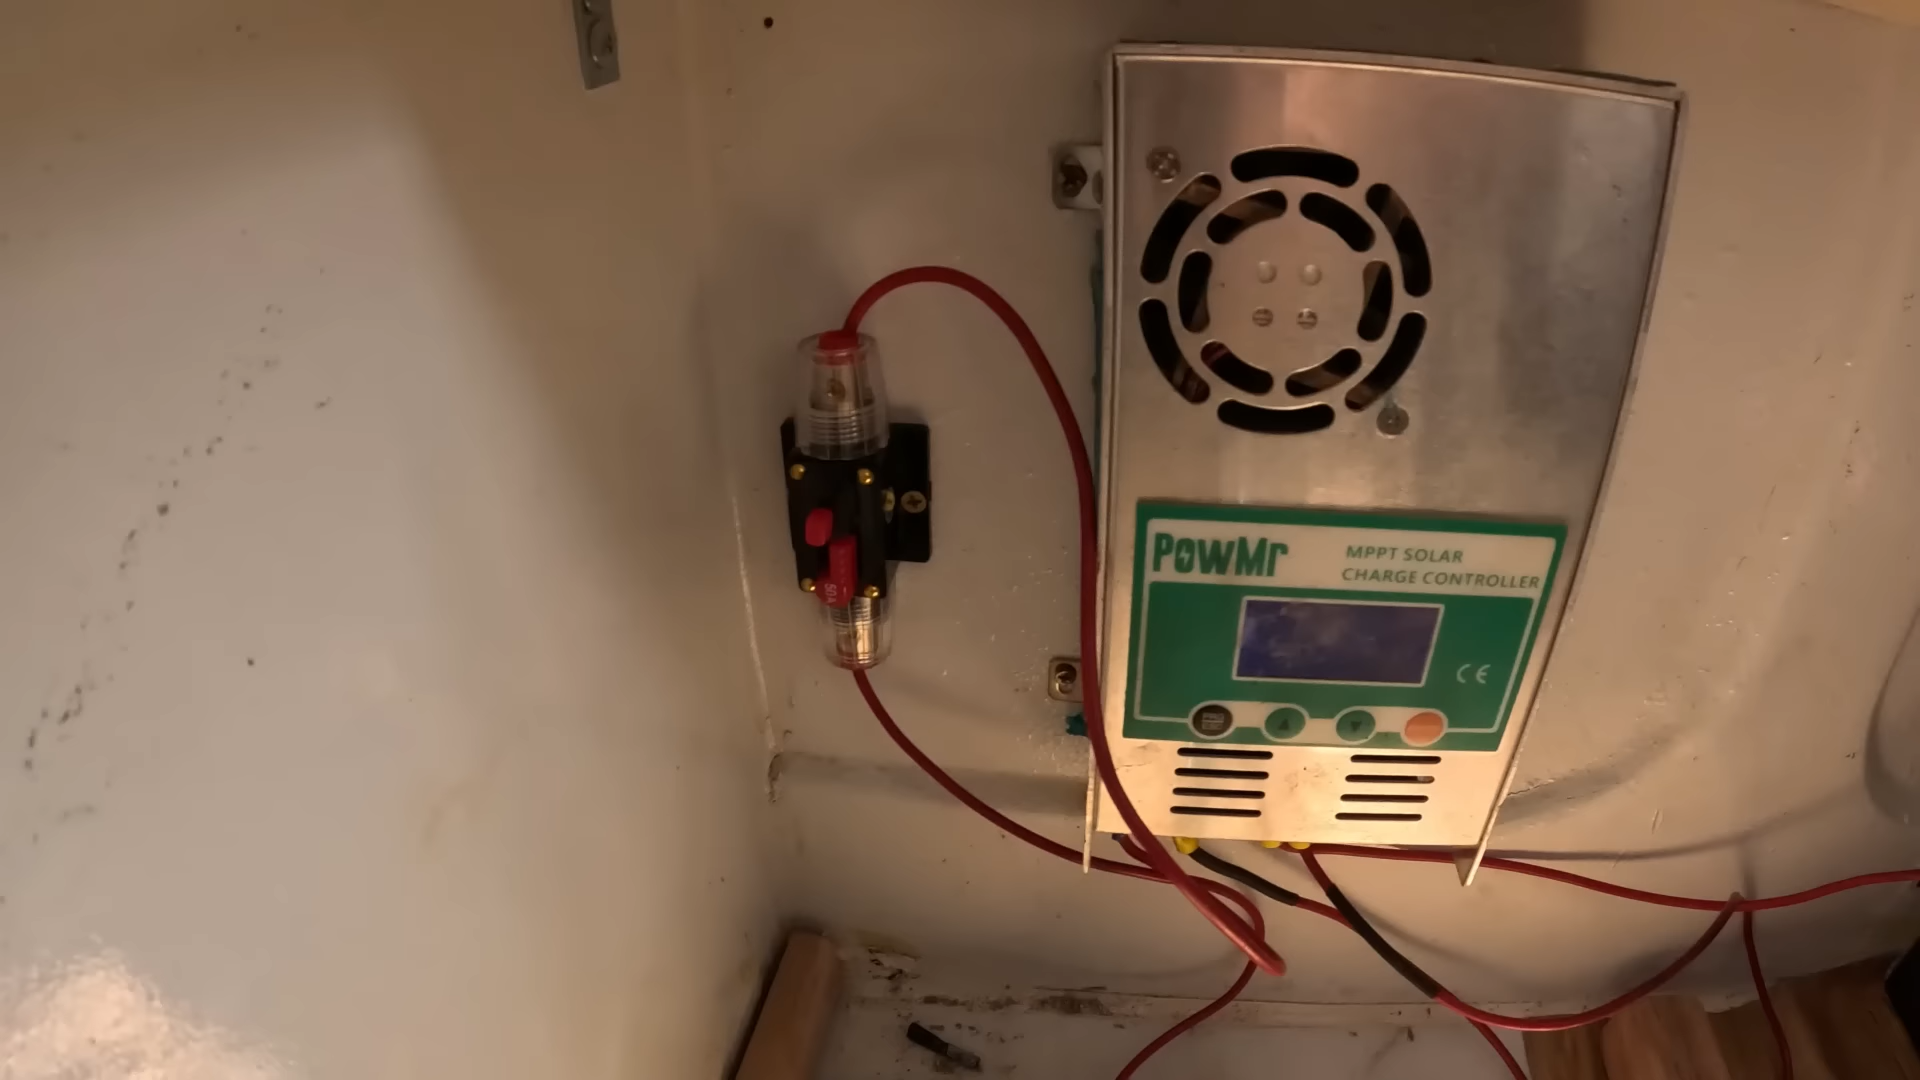 PowMr
MPPT SOLAR
CHARGE CONTROLLER
CE
50A